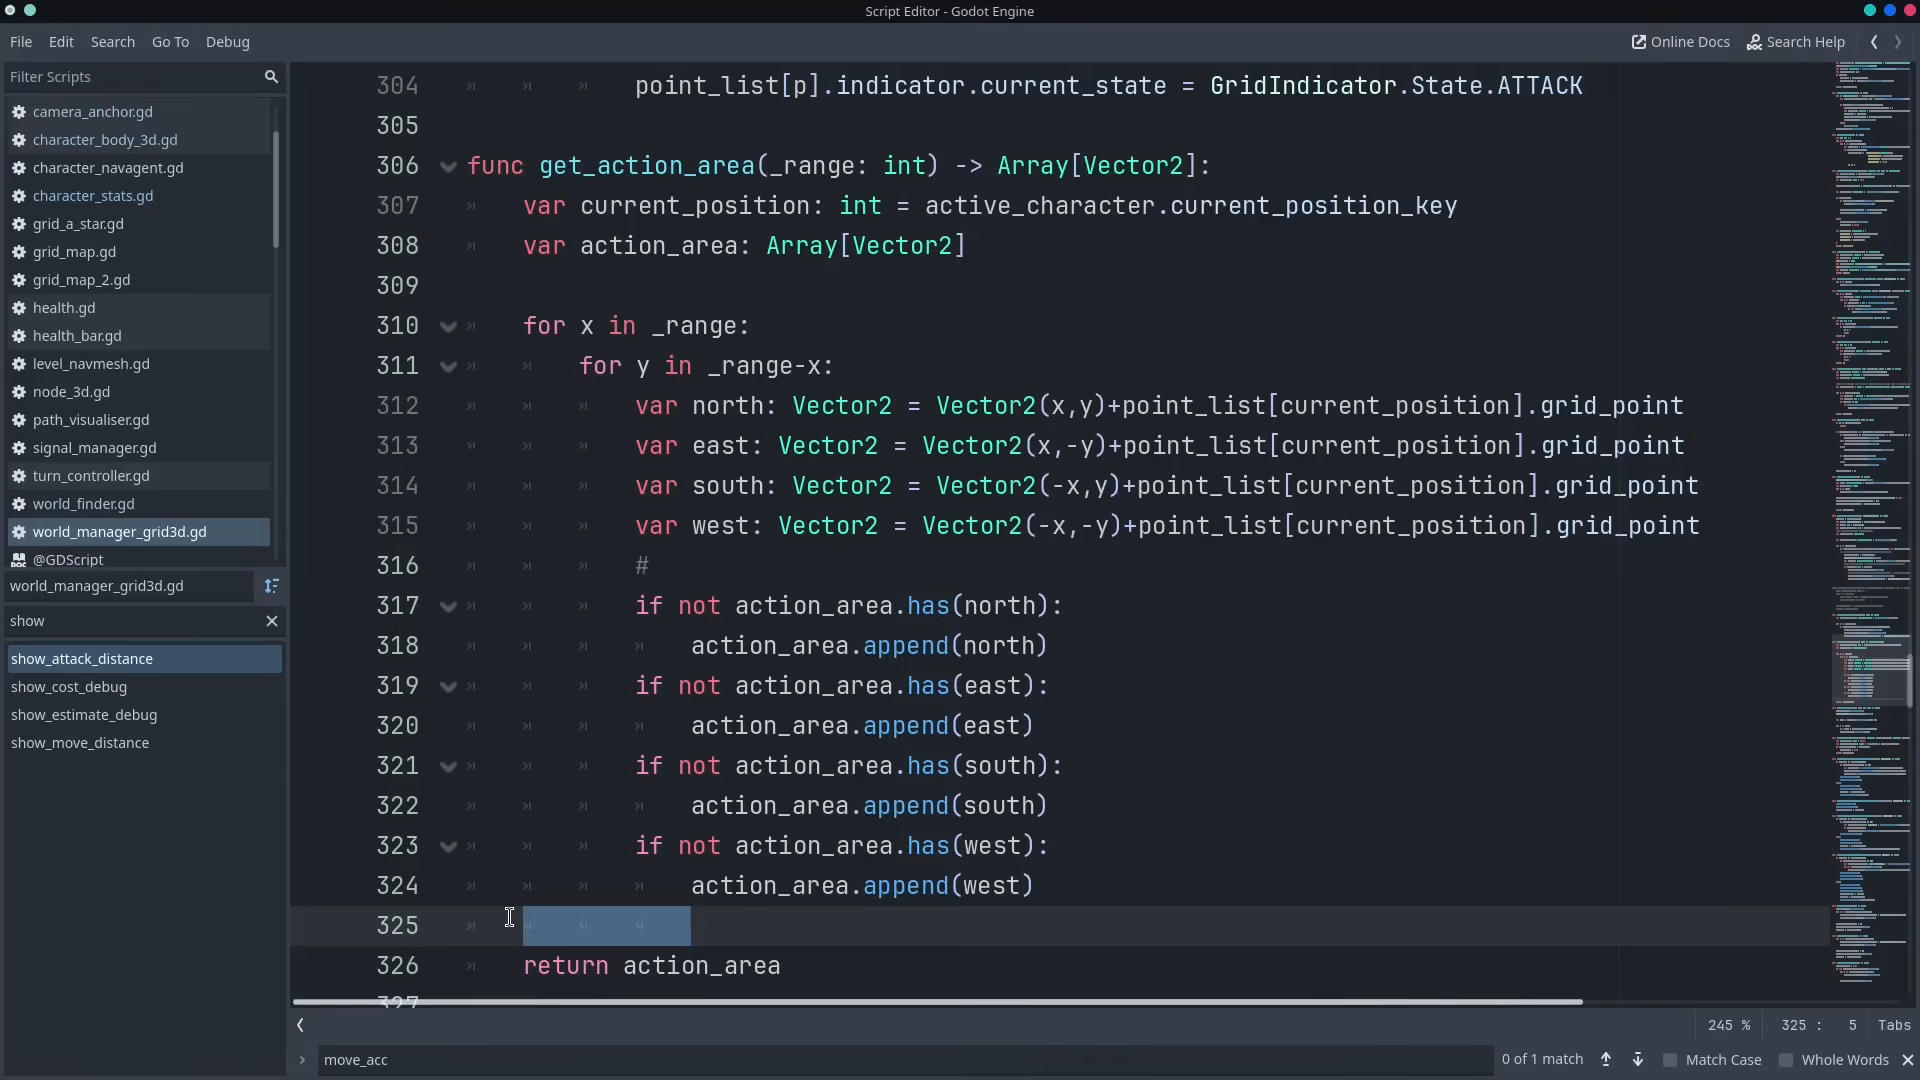 Script Editor - Godot Engine
File Edit Search Go To Debug
Online Docs Search Help
Filter Scripts
camera_anchor.gd
character_body_3d.gd
character_navagent.gd
character_stats.gd
grid_a_star.gd
grid_map.gd
grid_map_2.gd
health.gd
health_bar.gd
level_navmesh.gd
node_3d.gd
path_visualiser.gd
signal_manager.gd
turn_controller.gd
world_finder.gd
world_manager_grid3d.gd
@GDScript
world_manager_grid3d.gd
show
show_attack_distance
show_cost_debug
show_estimate_debug
show_move_distance
304 point_list[p].indicator.current_state = GridIndicator.State.ATTACK
305
306 func get_action_area(_range: int) -> Array[Vector2]:
307 var current_position: int = active_character.current_position_key
308 var action_area: Array[Vector2]
309
310 for x in _range:
311 for y in _range-x:
312 var north: Vector2 = Vector2(x,y)+point_list[current_position].grid_point
313 var east: Vector2 = Vector2(x,-y)+point_list[current_position].grid_point
314 var south: Vector2 = Vector2(-x,y)+point_list[current_position].grid_point
315 var west: Vector2 = Vector2(-x,-y)+point_list[current_position].grid_point
316 #
317 if not action_area.has(north):
318 action_area.append(north)
319 if not action_area.has(east):
320 action_area.append(east)
321 if not action_area.has(south):
322 action_area.append(south)
323 if not action_area.has(west):
324 action_area.append(west)
325
326 return action_area
327
245 % 325 : 5 Tabs
move_acc 0 of 1 match Match Case Whole Words